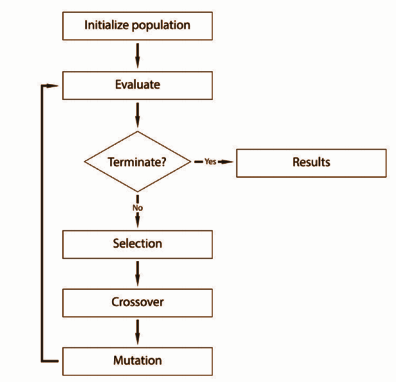 Initialize population
Evaluate
Terminate?
Yes
Results
No
Selection
Crossover
Mutation